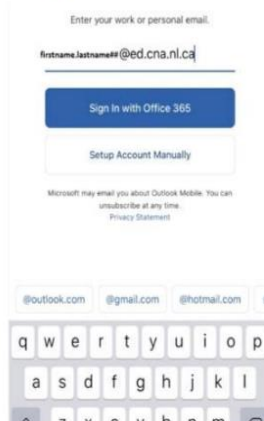 Enter your work or personal email.
firstname.lastname##@ed.cna.nl.ca
Sign In with Office 365
Setup Account Manually
Microsoft may email you about Outlook Mobile. You can
unsubscribe at any time.
Privacy Statement
@outlook.com @gmail.com @hotmail.com
q w e r t y u i o p
a s d f g h j k l
z x c v b n m